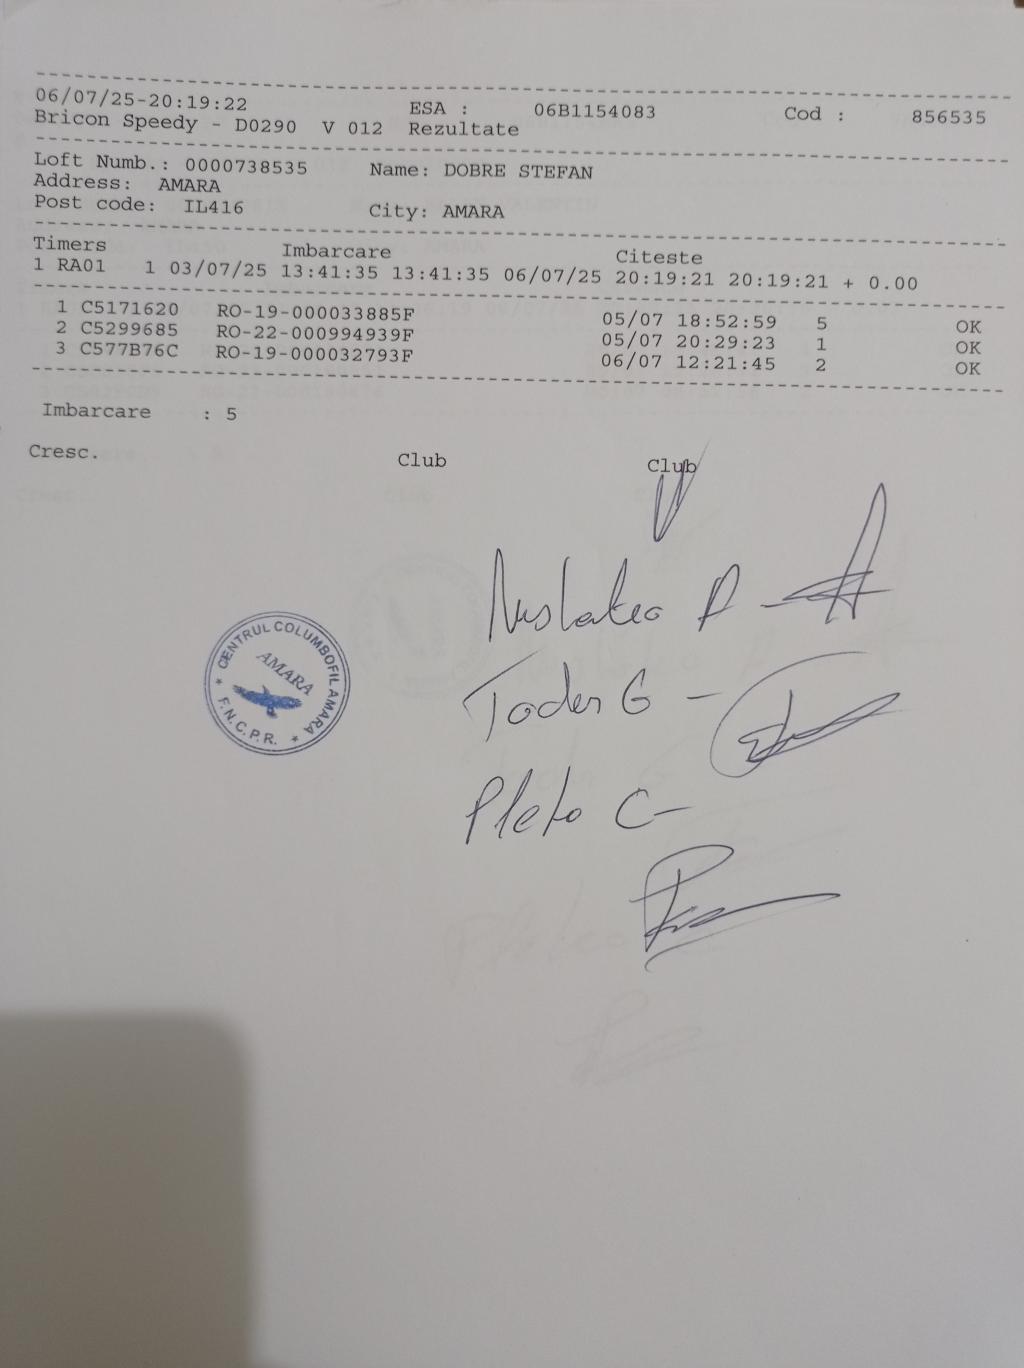 06/07/25-20:19:22 ESA : 06B1154083 Cod : 856535
Bricon Speedy - D0290 V 012 Rezultate
Loft Numb.: 0000738535 Name: DOBRE STEFAN
Address: AMARA
Post code: IL416 City: AMARA
Timers Imbarcare Citeste
1 RA01 1 03/07/25 13:41:35 13:41:35 06/07/25 20:19:21 20:19:21 + 0.00
1 C5171620 RO-19-000033885F 05/07 18:52:59 5 OK
2 C5299685 RO-22-000994939F 05/07 20:29:23 1 OK
3 C577B76C RO-19-000032793F 06/07 12:21:45 2 OK
Imbarcare : 5
Cresc. Club Club
CENTRUL COLUMBOFIL AMARA
AMARA
* F.N.C.P.R. *
G -
C -